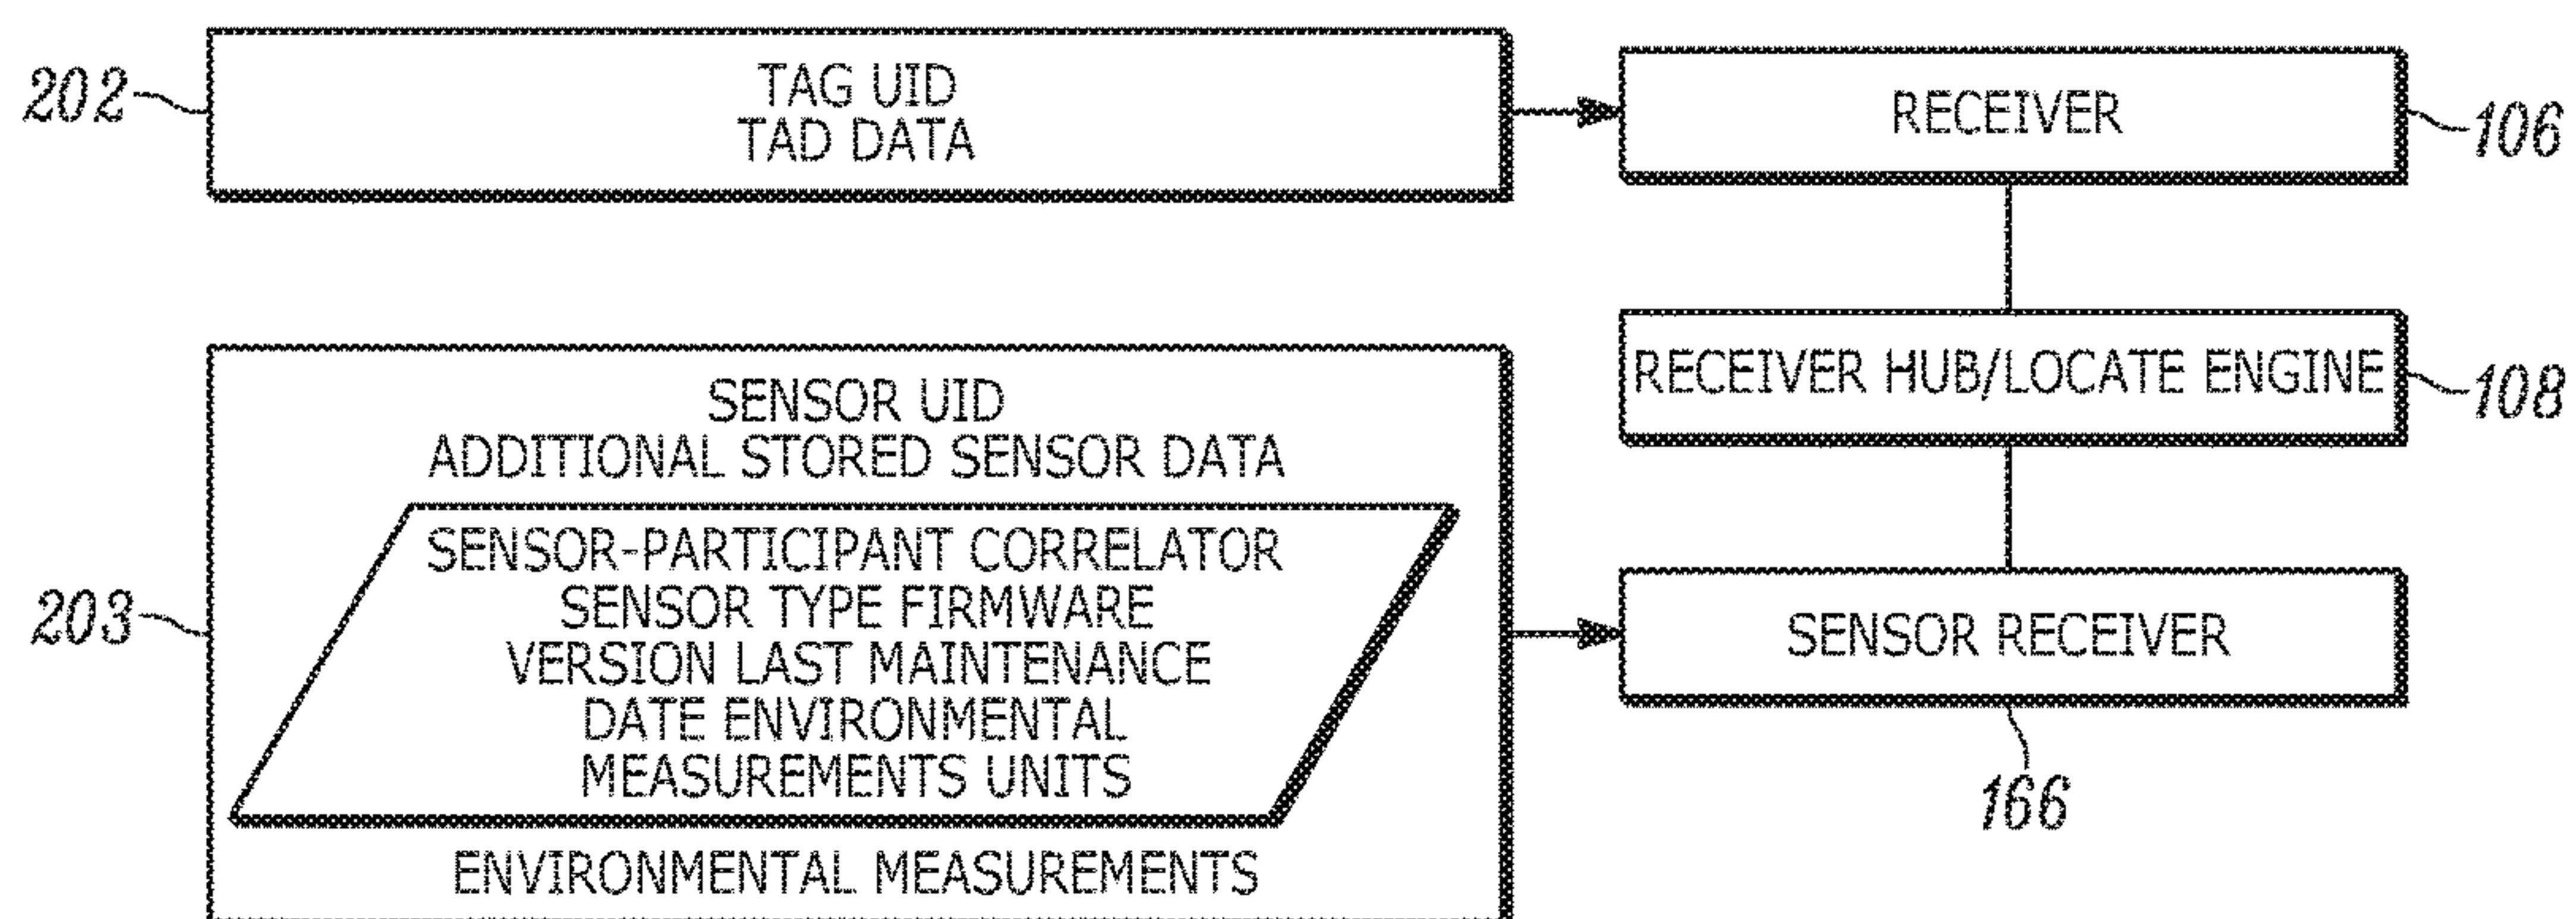 202
TAG UID
TAD DATA
RECEIVER
106
RECEIVER HUB/LOCATE ENGINE
108
203
SENSOR UID
ADDITIONAL STORED SENSOR DATA
SENSOR-PARTICIPANT CORRELATOR
SENSOR TYPE FIRMWARE
VERSION LAST MAINTENANCE
DATE ENVIRONMENTAL
MEASUREMENTS UNITS
ENVIRONMENTAL MEASUREMENTS
SENSOR RECEIVER
166